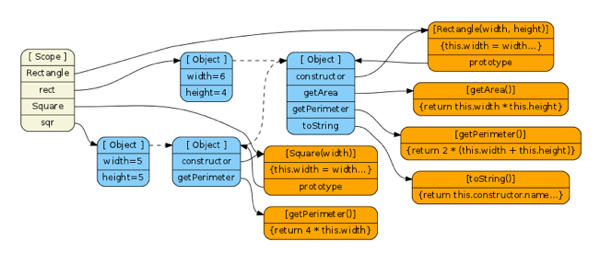 [ Scope ]
Rectangle
rect
Square
sqr
[ Object ]
width=6
height=4
[ Object ]
width=5
height=5
[ Object ]
constructor
getPerimeter
[ Object ]
constructor
getArea
getPerimeter
toString
[Square(width)]
{this.width = width...}
prototype
[getPerimeter()]
{return 4 * this.width}
[Rectangle(width, height)]
{this.width = width...}
prototype
[getArea()]
{return this.width * this.height}
[getPerimeter()]
{return 2 * (this.width + this.height)}
[toString()]
{return this.constructor.name...}